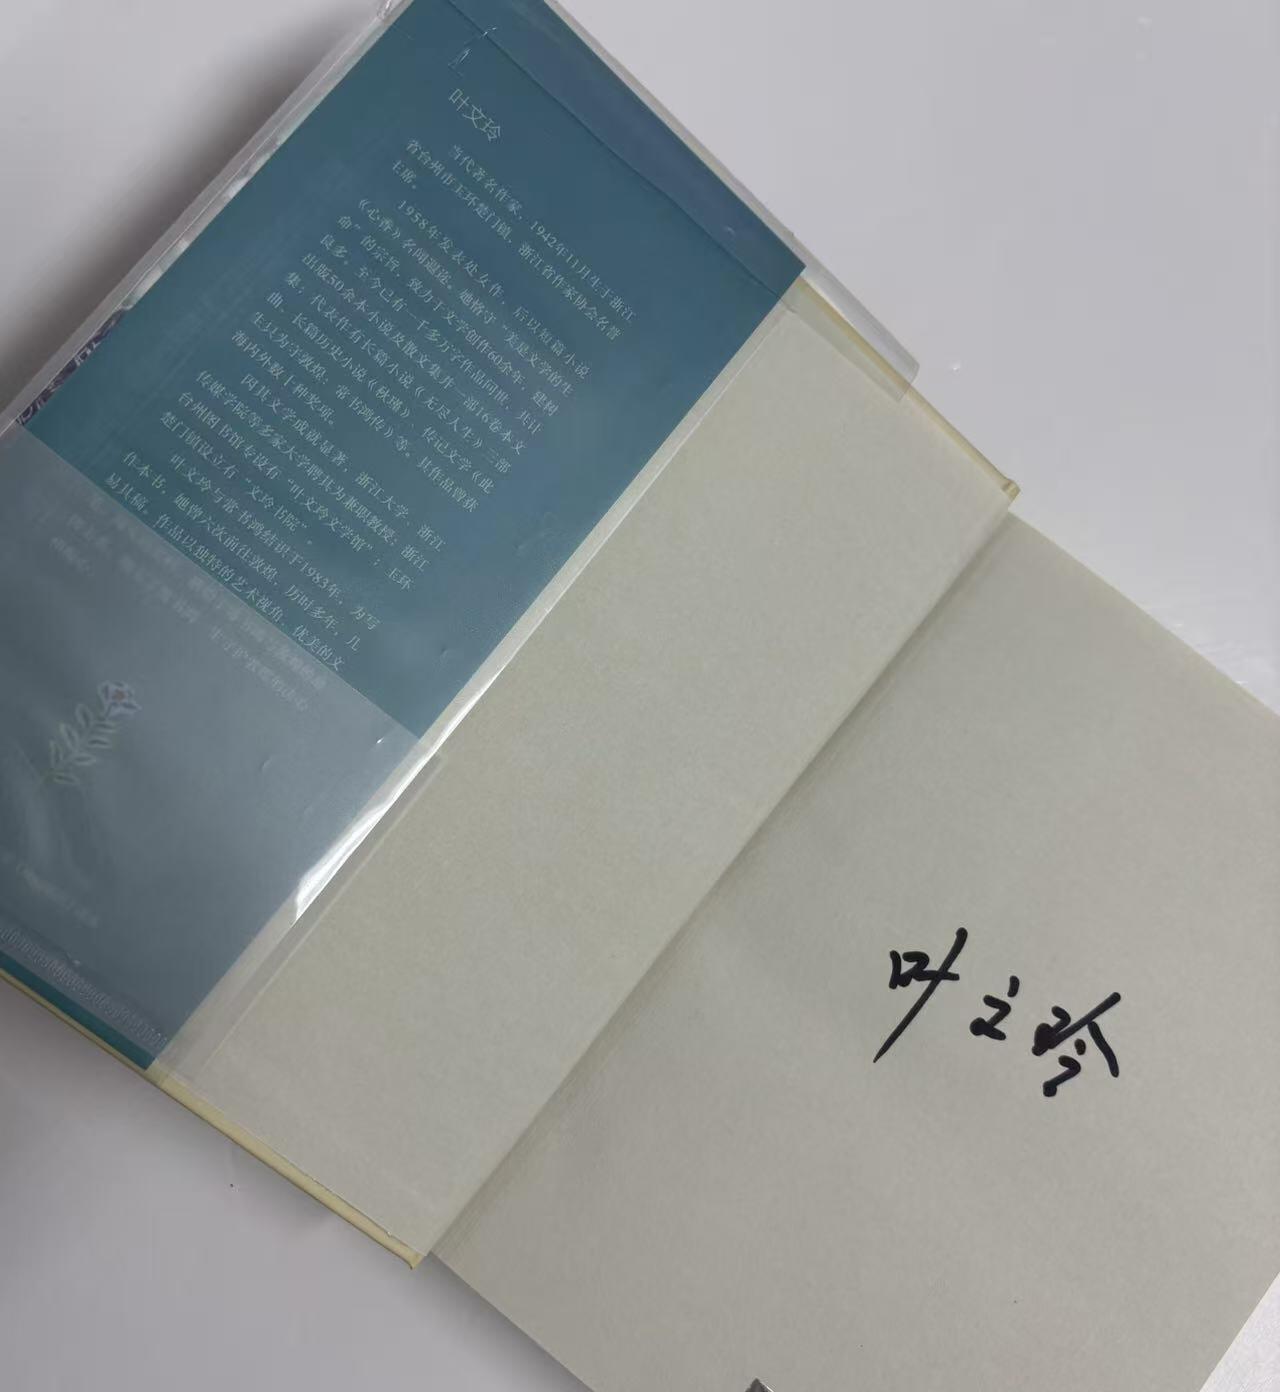 叶文玲
当代著名作家，1942年11月生于浙江
省台州市玉环楚门镇，浙江省作家协会名誉
主席。
1958年发表处女作，后以短篇小说
《心香》名闻遐迩。她恪守“美是文学的生
命”的宗旨，致力于文学创作60余年，建树
良多。至今已有一千多万字作品问世，共计
出版50余本小说及散文集并一部16卷本文
集；代表作有长篇小说《无尽人生》三部
曲、长篇历史小说《秋瑾》、传记文学《此
生只为守敦煌：常书鸿传》等。其作品曾获
海内外数十种奖项。
因其文学成就显著，浙江大学、浙江
传媒学院等多家大学聘其为兼职教授；浙江
台州图书馆专设有“叶文玲文学馆”；玉环
楚门镇设立有“文玲书院”。
叶文玲与常书鸿结识于1983年，为写
作本书，她曾六次前往敦煌，历时多年，几
易其稿。作品以独特的艺术视角、优美的文
叶文玲